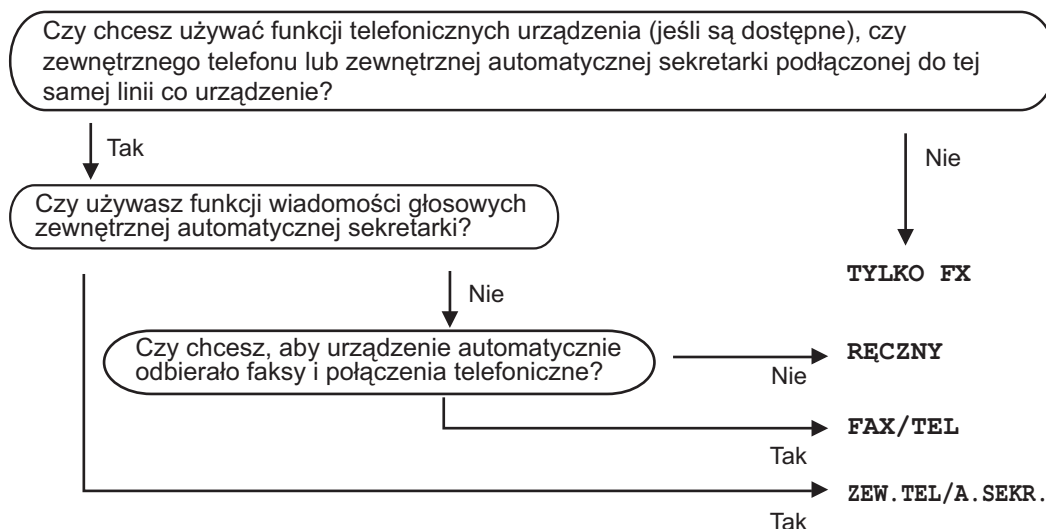 Czy chcesz używać funkcji telefonicznych urządzenia (jeśli są dostępne), czy
zewnętrznego telefonu lub zewnętrznej automatycznej sekretarki podłączonej do tej
samej linii co urządzenie?
Tak
Nie
Czy używasz funkcji wiadomości głosowych
zewnętrznej automatycznej sekretarki?
TYLKO FX
Nie
Czy chcesz, aby urządzenie automatycznie
odbierało faksy i połączenia telefoniczne?
RĘCZNY
Nie
FAX/TEL
Tak
ZEW.TEL/A.SEKR.
Tak